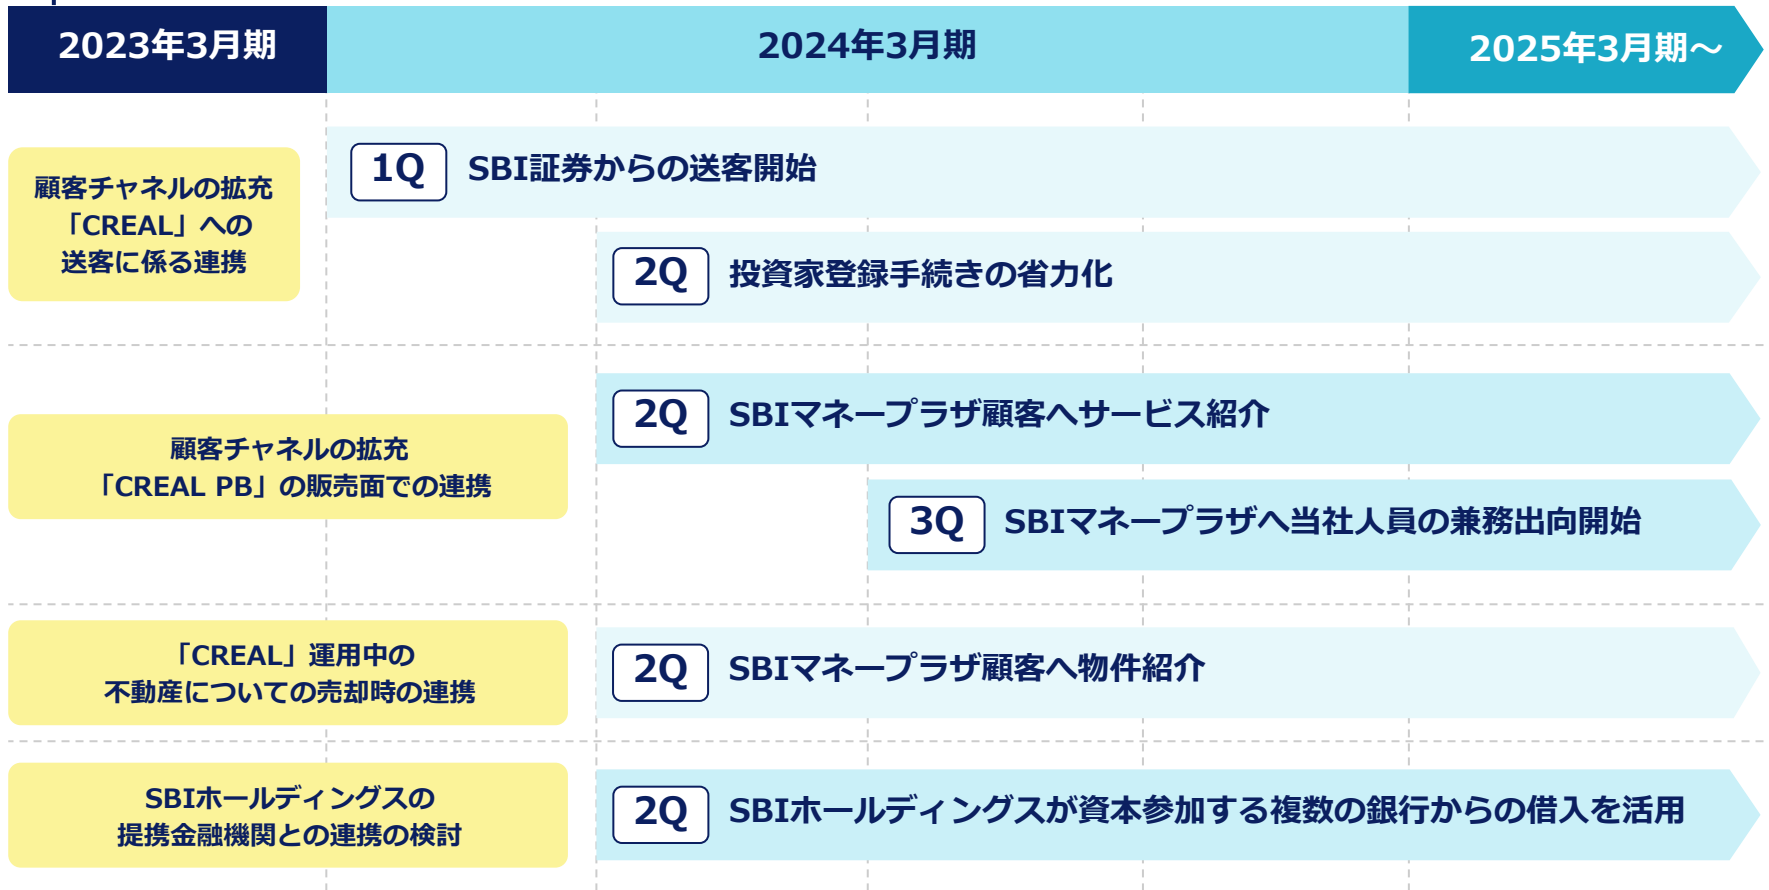 2023年3月期
2024年3月期
2025年3月期～
顧客チャネルの拡充
「CREAL」への
送客に係る連携
1Q
SBI証券からの送客開始
2Q
投資家登録手続きの省力化
顧客チャネルの拡充
「CREAL PB」の販売面での連携
2Q
SBIマネープラザ顧客へサービス紹介
3Q
SBIマネープラザへ当社人員の兼務出向開始
「CREAL」運用中の
不動産についての売却時の連携
2Q
SBIマネープラザ顧客へ物件紹介
SBIホールディングスの
提携金融機関との連携の検討
2Q
SBIホールディングスが資本参加する複数の銀行からの借入を活用